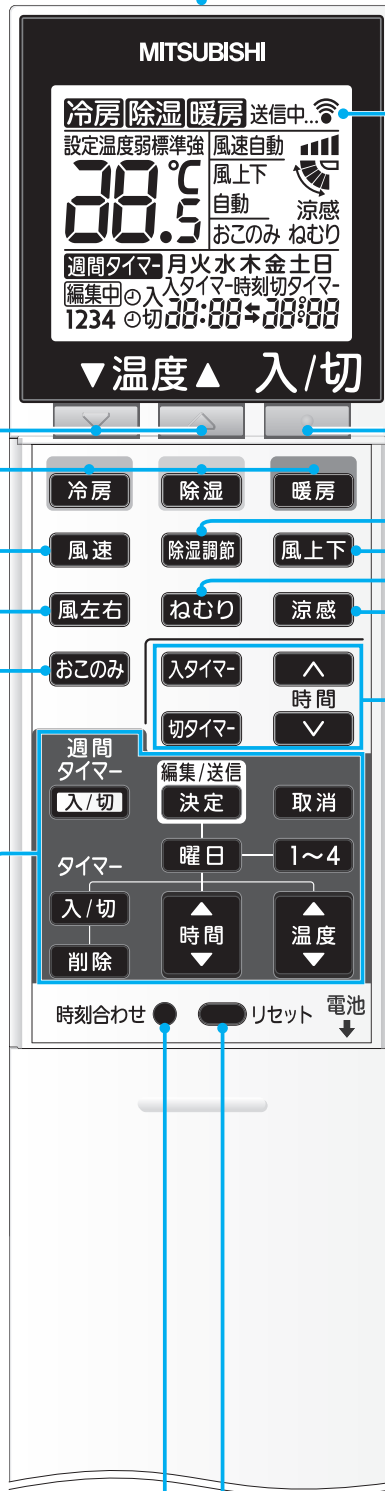 MITSUBISHI
冷房 除湿 暖房 送信中...
設定温度弱標準強 風速自動
88.5℃ 風上下
自動 涼感
おこのみ ねむり
週間タイマー 月火水木金土日
編集中 入 入タイマー時刻切タイマー
1234 切 88:88 88:88
▼温度▲ 入/切
冷房 除湿 暖房
風速 除湿調節 風上下
風左右 ねむり 涼感
おこのみ 入タイマー ∧
時間
切タイマー ∨
週間
タイマー 編集/送信
入/切 決定 取消
曜日 1〜4
タイマー
入/切 ▲ ▲
時間 温度
削除 ▼ ▼
時刻合わせ リセット 電池